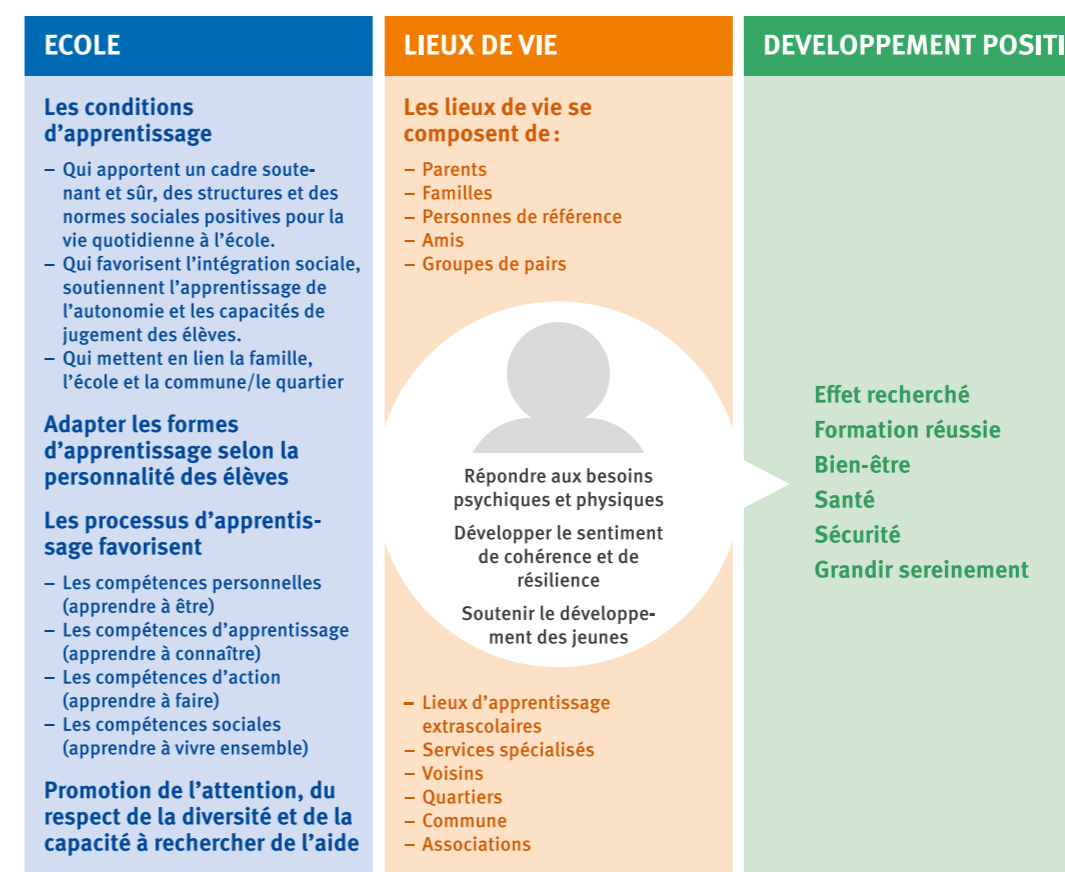 ECOLE
Les conditions
d’apprentissage
– Qui apportent un cadre soute-
nant et sûr, des structures et des
normes sociales positives pour la
vie quotidienne à l’école.
– Qui favorisent l’intégration sociale,
soutiennent l’apprentissage de
l’autonomie et les capacités de
jugement des élèves.
– Qui mettent en lien la famille,
l’école et la commune/le quartier
Adapter les formes
d’apprentissage selon la
personnalité des élèves
Les processus d’apprentis-
sage favorisent
– Les compétences personnelles
(apprendre à être)
– Les compétences d’apprentissage
(apprendre à connaître)
– Les compétences d’action
(apprendre à faire)
– Les compétences sociales
(apprendre à vivre ensemble)
Promotion de l’attention, du
respect de la diversité et de la
capacité à rechercher de l’aide
LIEUX DE VIE
Les lieux de vie se
composent de :
– Parents
– Familles
– Personnes de référence
– Amis
– Groupes de pairs
Répondre aux besoins
psychiques et physiques
Développer le sentiment
de cohérence et de
résilience
Soutenir le développe-
ment des jeunes
– Lieux d’apprentissage
extrascolaires
– Services spécialisés
– Voisins
– Quartiers
– Commune
– Associations
DEVELOPPEMENT POSITI
Effet recherché
Formation réussie
Bien-être
Santé
Sécurité
Grandir sereinement